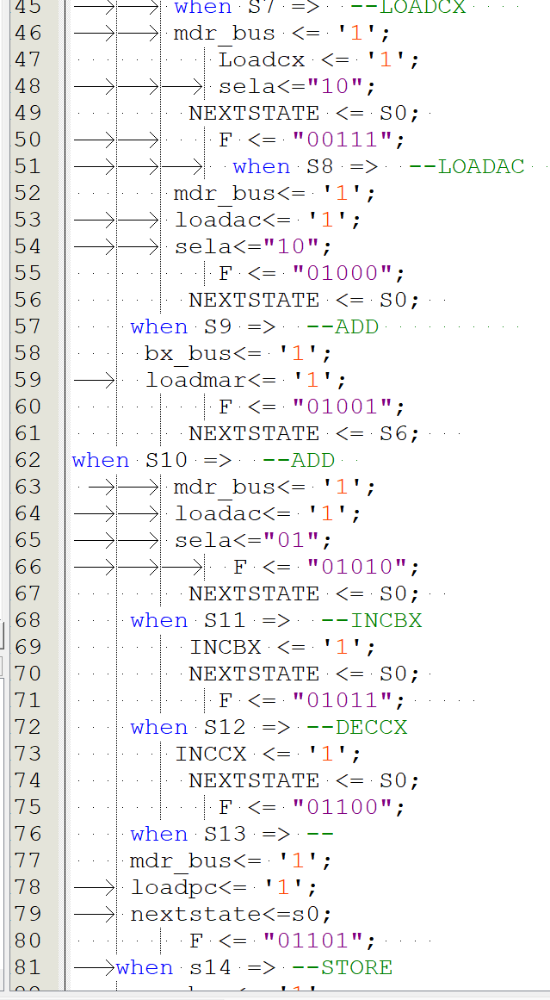 45 when S7 => --LOADCX
46 mdr_bus <= '1';
47 Loadcx <= '1';
48 sela<="10";
49 NEXTSTATE <= S0;
50 F <= "00111";
51 when S8 => --LOADAC
52 mdr_bus<= '1';
53 loadac<= '1';
54 sela<="10";
55 F <= "01000";
56 NEXTSTATE <= S0;
57 when S9 => --ADD
58 bx_bus<= '1';
59 loadmar<= '1';
60 F <= "01001";
61 NEXTSTATE <= S6;
62 when S10 => --ADD
63 mdr_bus<= '1';
64 loadac<= '1';
65 sela<="01";
66 F <= "01010";
67 NEXTSTATE <= S0;
68 when S11 => --INCBX
69 INCBX <= '1';
70 NEXTSTATE <= S0;
71 F <= "01011";
72 when S12 => --DECCX
73 INCCX <= '1';
74 NEXTSTATE <= S0;
75 F <= "01100";
76 when S13 => --
77 mdr_bus<= '1';
78 loadpc<= '1';
79 nextstate<=s0;
80 F <= "01101";
81 when s14 => --STORE